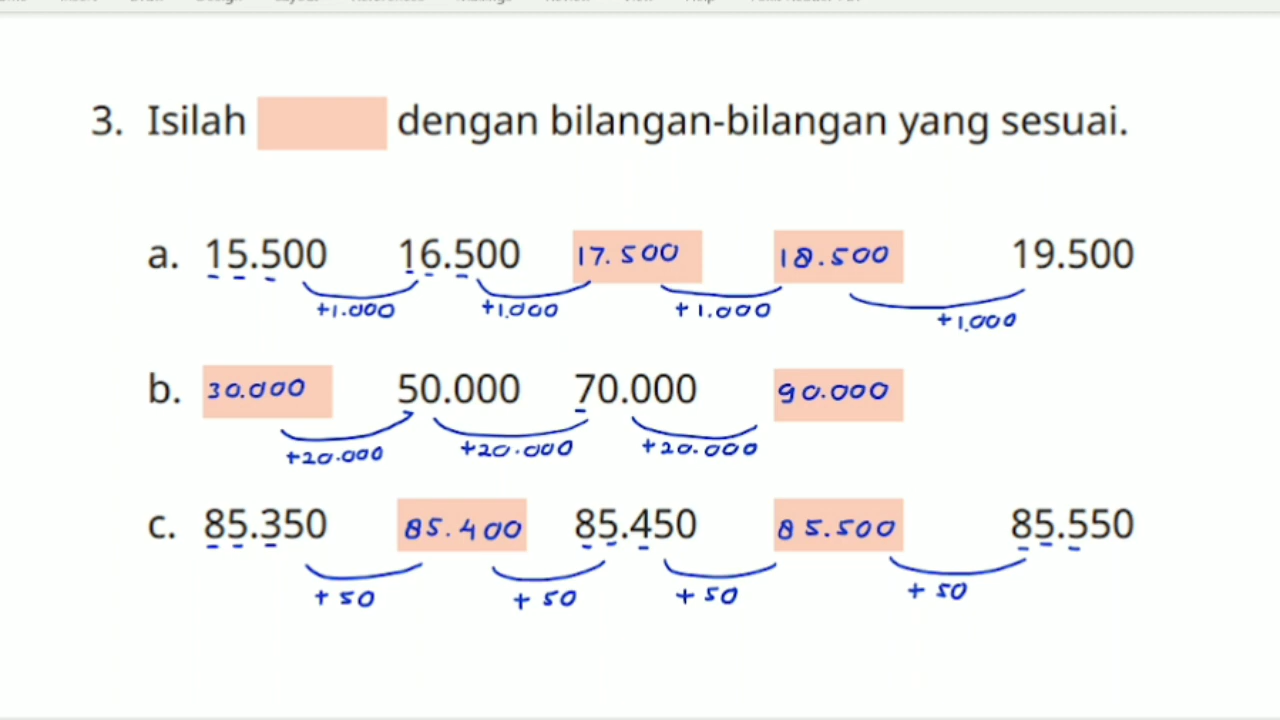 3. Isilah dengan bilangan-bilangan yang sesuai.
a. 15.500 16.500 17.500 18.500 19.500
+1.000 +1.000 +1.000 +1.000
b. 30.000 50.000 70.000 90.000
+20.000 +20.000 +20.000
c. 85.350 85.400 85.450 85.500 85.550
+50 +50 +50 +50